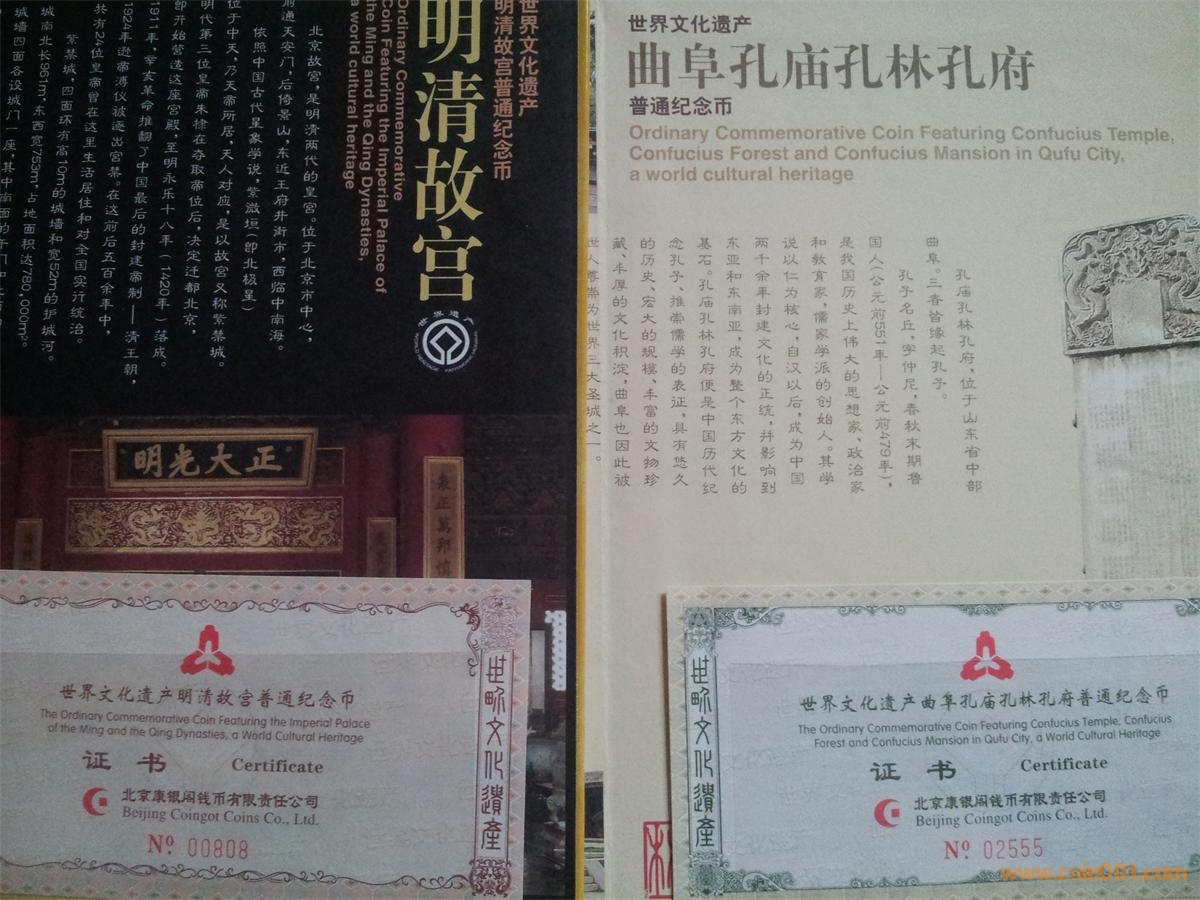 世界文化遗产
明清故宫普通纪念币
明清故宫
Ordinary Commemorative
Coin Featuring the Imperial Palace of
the Ming and the Qing Dynasties,
a world cultural heritage
北京故宫，是明清两代的皇宫。位于北京市中心，
前通天安门，后倚景山，东近王府井街市，西临中南海。
依照中国古代星象学说，紫微垣（即北极星）
位于中天，乃天帝所居，天人对应，是以故宫又称紫禁城。
明代第三位皇帝朱棣在夺取帝位后，决定迁都北京，
即开始营造这座宫殿，至明永乐十八年（1420年）落成。
1911年，辛亥革命推翻了中国最后的封建帝制——清王朝，
1924年逊帝溥仪被逐出宫禁。在这前后五百余年中，
共有24位皇帝曾在这里生活居住和对全国实行统治。
紫禁城，四面环有高10m的城墙和宽52m的护城河。
城南北长961m，东西宽753m，占地面积达780,000m²。
城墙四面各设城门一座，其中南面的午门和
世界遗产
WORLD HERITAGE
PATRIMOINE MONDIAL
正大光明
表正萬邦慎
世界文化遗产
曲阜孔庙孔林孔府
普通纪念币
Ordinary Commemorative Coin Featuring Confucius Temple,
Confucius Forest and Confucius Mansion in Qufu City,
a world cultural heritage
孔庙孔林孔府，位于山东省中部
曲阜。三者皆缘起孔子。
孔子名丘，字仲尼，春秋末期鲁
国人（公元前551年—公元前479年），
是我国历史上伟大的思想家、政治家
和教育家，儒家学派的创始人。其学
说以仁为核心，自汉以后，成为中国
两千余年封建文化的正统，并影响到
东亚和东南亚，成为整个东方文化的
基石。孔庙孔林孔府便是中国历代纪
念孔子、推崇儒学的表征，具有悠久
的历史、宏大的规模、丰富的文物珍
藏、丰厚的文化积淀，曲阜也因此被
世人尊崇为世界三大圣城之一。
世界文化遗产明清故宫普通纪念币
The Ordinary Commemorative Coin Featuring the Imperial Palace
of the Ming and the Qing Dynasties, a World Cultural Heritage
证书 Certificate
北京康银阁钱币有限责任公司
Beijing Coingot Coins Co., Ltd.
Nº 00808
世界文化遺產
世界文化遗产曲阜孔庙孔林孔府普通纪念币
The Ordinary Commemorative Coin Featuring Confucius Temple, Confucius
Forest and Confucius Mansion in Qufu City, a World Cultural Heritage
证书 Certificate
北京康银阁钱币有限责任公司
Beijing Coingot Coins Co., Ltd.
Nº 02555
世界文化遺產
www.coin001.com